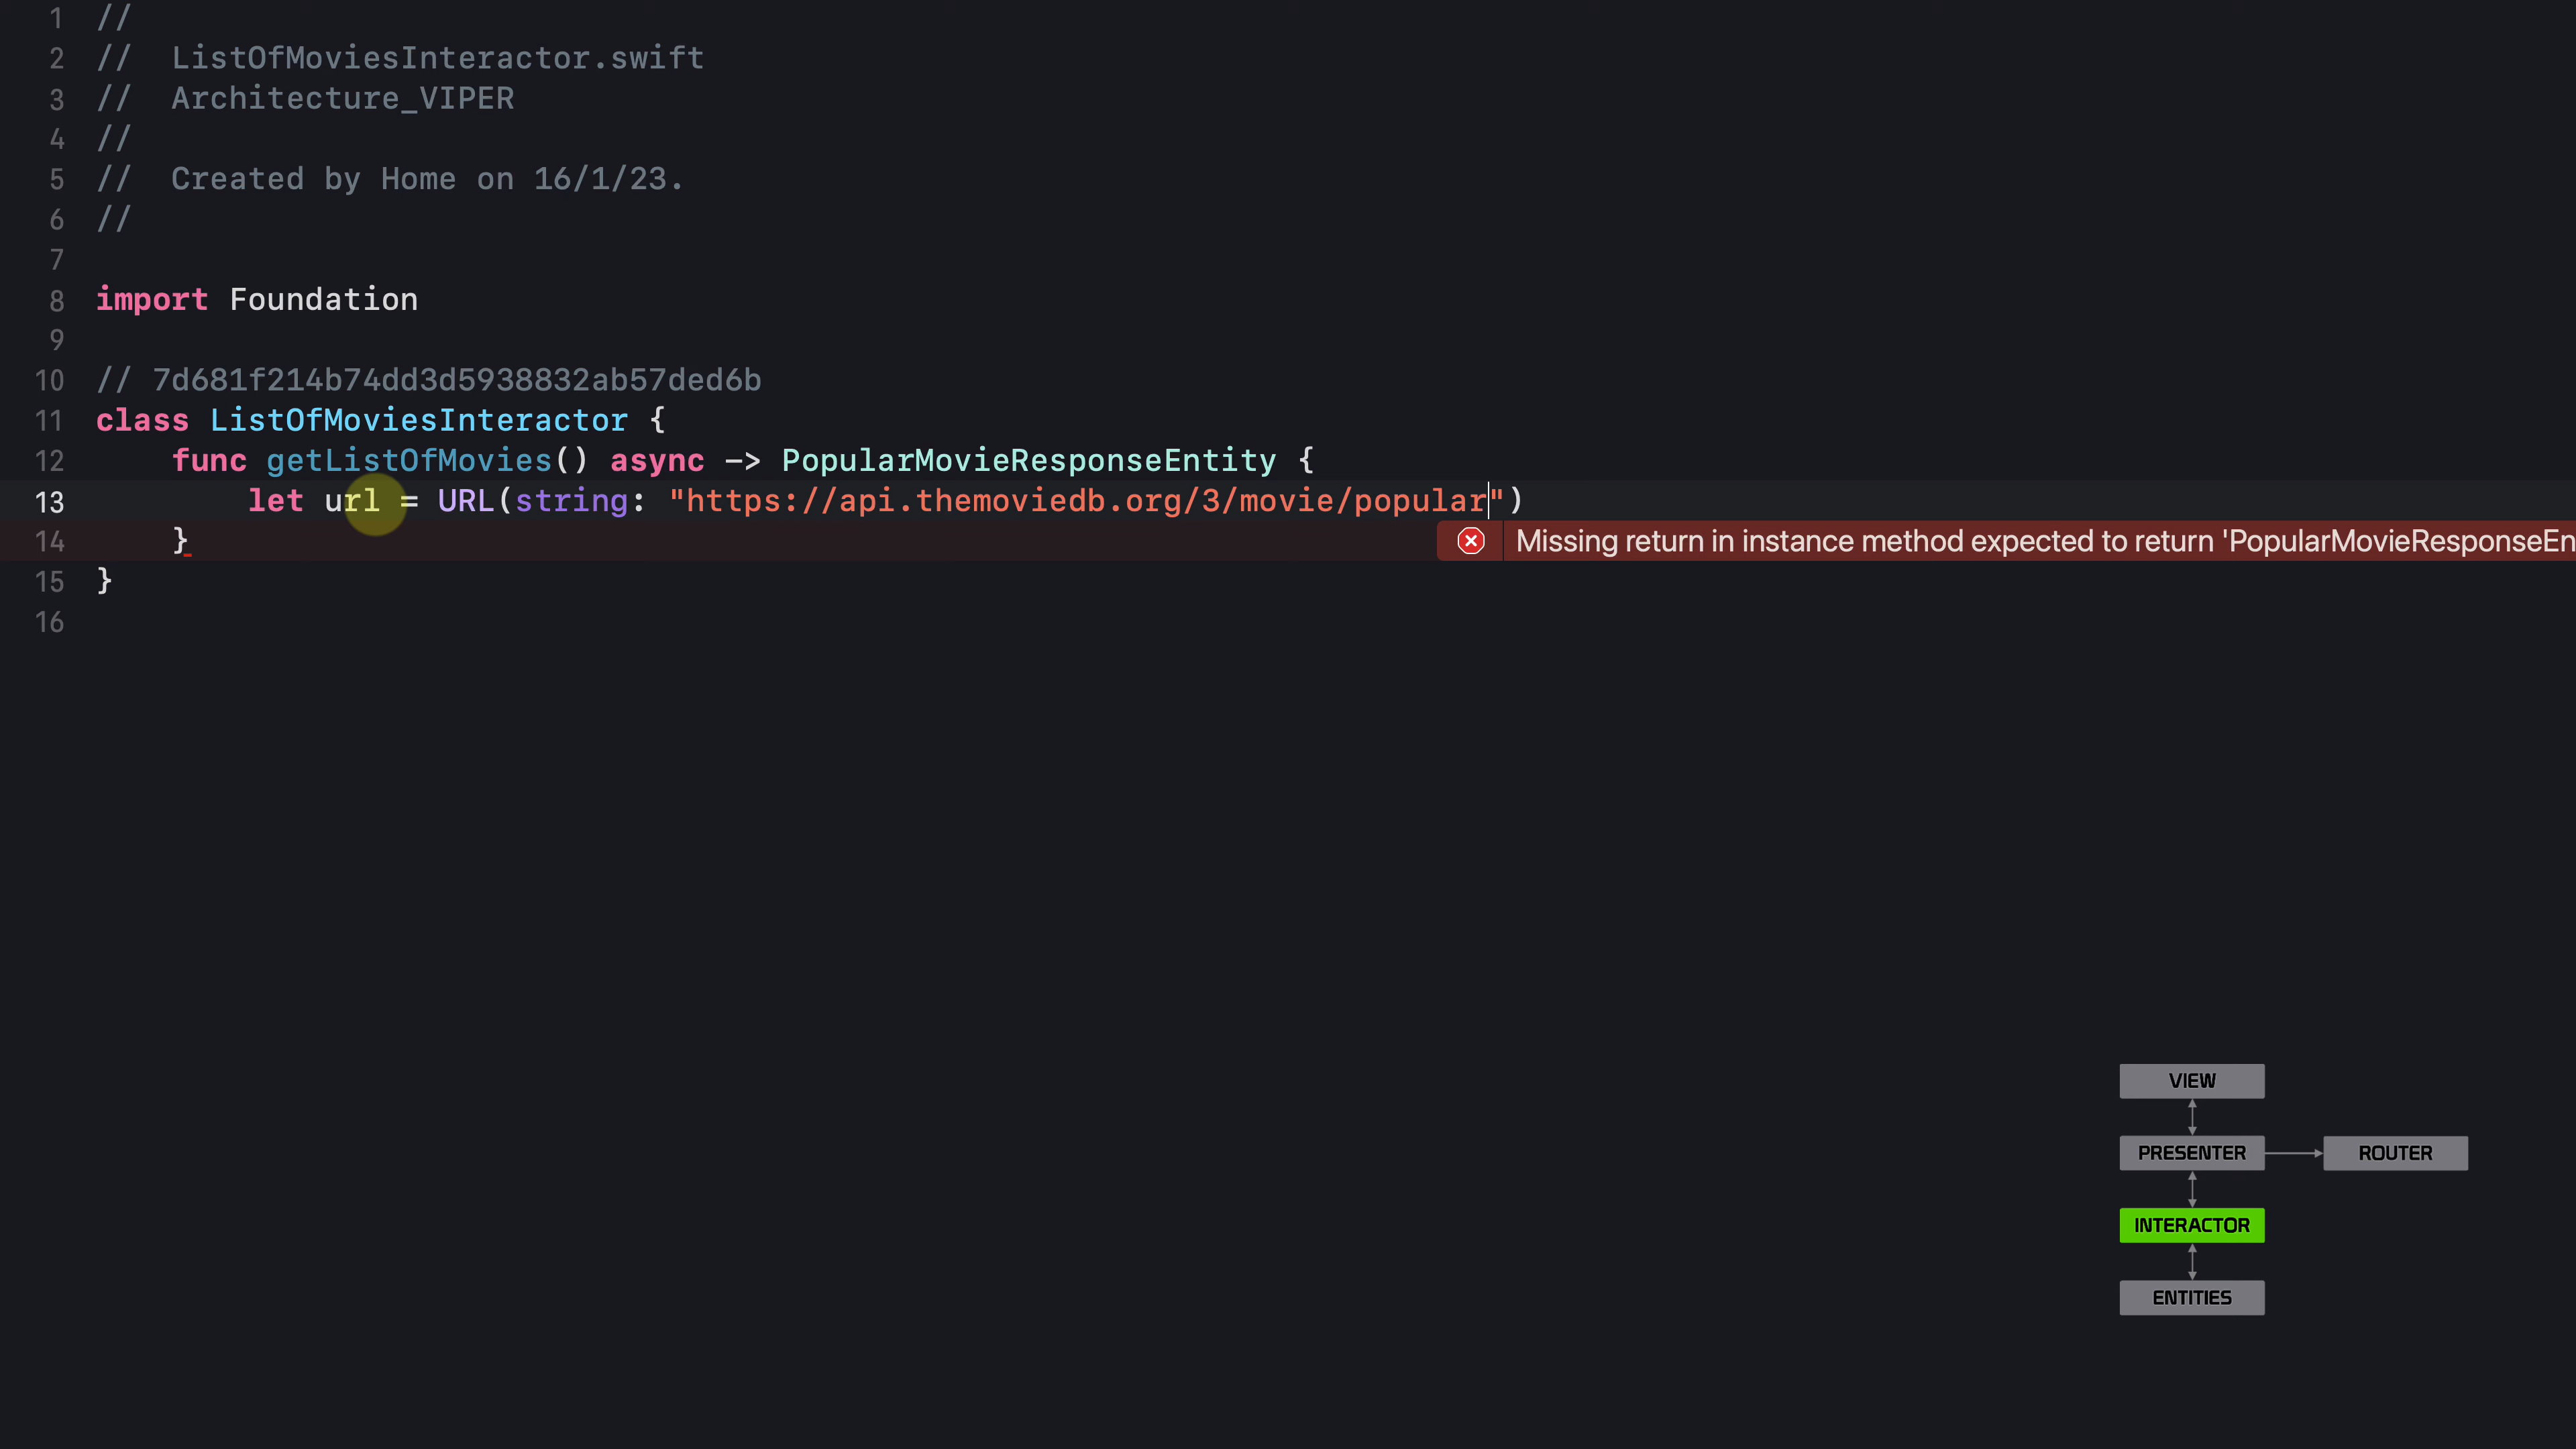 1 //
2 //  ListOfMoviesInteractor.swift
3 //  Architecture_VIPER
4 //
5 //  Created by Home on 16/1/23.
6 //
7
8 import Foundation
9
10 // 7d681f214b74dd3d5938832ab57ded6b
11 class ListOfMoviesInteractor {
12     func getListOfMovies() async -> PopularMovieResponseEntity {
13         let url = URL(string: "https://api.themoviedb.org/3/movie/popular")
14     }
Missing return in instance method expected to return 'PopularMovieResponseEn
15 }
16
VIEW
PRESENTER ROUTER
INTERACTOR
ENTITIES